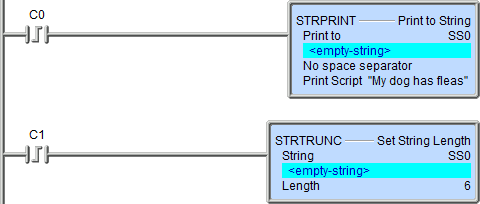 C0
STRPRINT Print to String
Print to SS0
<empty-string>
No space separator
Print Script "My dog has fleas"
C1
STRTRUNC Set String Length
String SS0
<empty-string>
Length 6